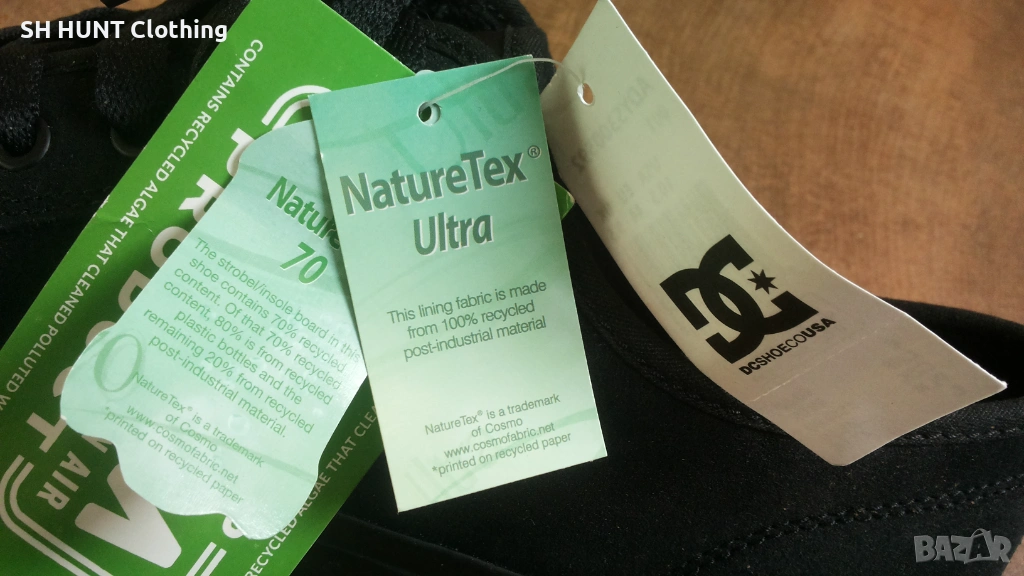 SH HUNT Clothing
CONTAINS RECYCLED ALGAE THAT CLEANED POLLUTED
Nature
70
The strobel/insole board in this
shoe contains 70% recycled
content. Of that 70% recycled
content, 80% is from recycled
plastic bottles and the
remaining 20% from recycled
post-industrial material.
NatureTex® is a trademark
of Cosmo
www.cosmofabric.net
*printed on recycled paper
NatureTex®
Ultra
This lining fabric is made
from 100% recycled
post-industrial material
NatureTex® is a trademark
of Cosmo
www.cosmofabric.net
*printed on recycled paper
DC
DCSHOECOUSA
AIR
RECYCLED ALGAE THAT CLEANED
BAZAR